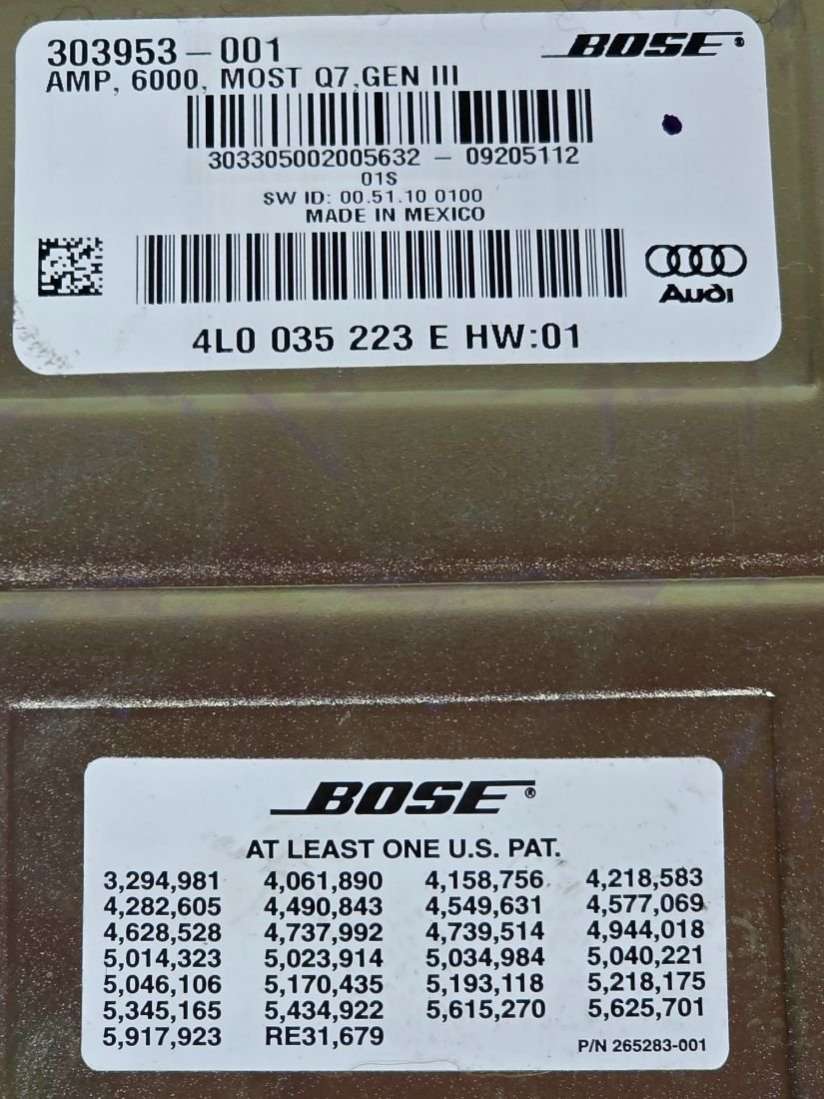 303953-001
BOSE®
AMP, 6000, MOST Q7,GEN III
303305002005632 - 09205112
01S
SW ID: 00.51.10 0100
MADE IN MEXICO
Audi
4L0 035 223 E HW:01
BOSE®
AT LEAST ONE U.S. PAT.
3,294,981 4,061,890 4,158,756 4,218,583
4,282,605 4,490,843 4,549,631 4,577,069
4,628,528 4,737,992 4,739,514 4,944,018
5,014,323 5,023,914 5,034,984 5,040,221
5,046,106 5,170,435 5,193,118 5,218,175
5,345,165 5,434,922 5,615,270 5,625,701
5,917,923 RE31,679
P/N 265283-001